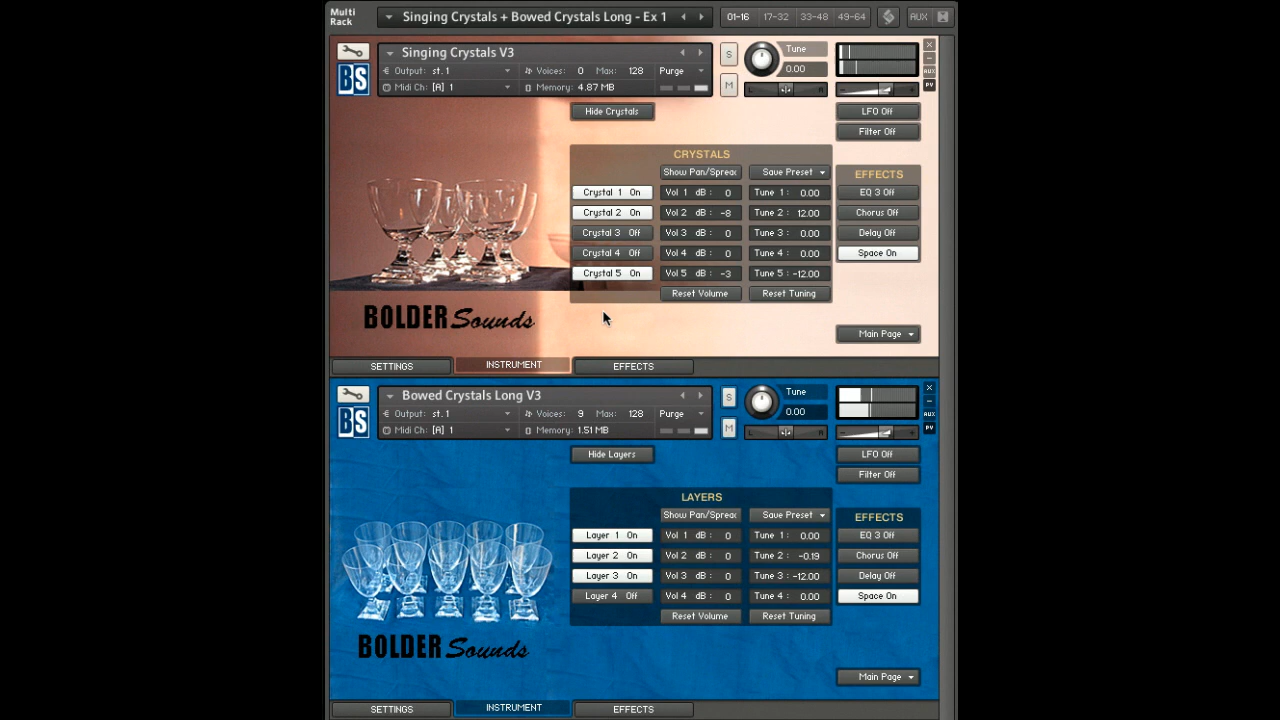 Multi Rack
Singing Crystals + Bowed Crystals Long - Ex 1
01-16 17-32 33-48 49-64 AUX
Singing Crystals V3
S
Tune
0.00
Output: st.1 Voices: 0 Max: 128 Purge
Midi Ch: [A] 1 Memory: 4.87 MB
M
L R
- +
×
-
AUX
PV
BS
Hide Crystals
LFO Off
Filter Off
CRYSTALS
Show Pan/Spread Save Preset
Crystal 1 On Vol 1 dB: 0 Tune 1: 0.00
Crystal 2 On Vol 2 dB: -8 Tune 2: 12.00
Crystal 3 Off Vol 3 dB: 0 Tune 3: 0.00
Crystal 4 Off Vol 4 dB: 0 Tune 4: 0.00
Crystal 5 On Vol 5 dB: -3 Tune 5: -12.00
Reset Volume Reset Tuning
EFFECTS
EQ 3 Off
Chorus Off
Delay Off
Space On
BOLDER Sounds
Main Page
SETTINGS INSTRUMENT EFFECTS
Bowed Crystals Long V3
S
Tune
0.00
Output: st.1 Voices: 9 Max: 128 Purge
Midi Ch: [A] 1 Memory: 1.51 MB
M
L R
- +
×
-
AUX
PV
BS
Hide Layers
LFO Off
Filter Off
LAYERS
Show Pan/Spread Save Preset
Layer 1 On Vol 1 dB: 0 Tune 1: 0.00
Layer 2 On Vol 2 dB: 0 Tune 2: -0.19
Layer 3 On Vol 3 dB: 0 Tune 3: -12.00
Layer 4 Off Vol 4 dB: 0 Tune 4: 0.00
Reset Volume Reset Tuning
EFFECTS
EQ 3 Off
Chorus Off
Delay Off
Space On
BOLDER Sounds
Main Page
SETTINGS INSTRUMENT EFFECTS